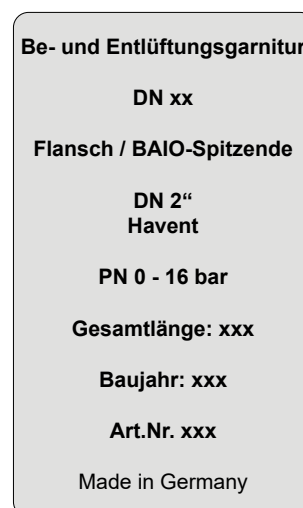 Be- und Entlüftungsgarnitur
DN xx
Flansch / BAIO-Spitzende
DN 2“
Havent
PN 0 - 16 bar
Gesamtlänge: xxx
Baujahr: xxx
Art.Nr. xxx
Made in Germany